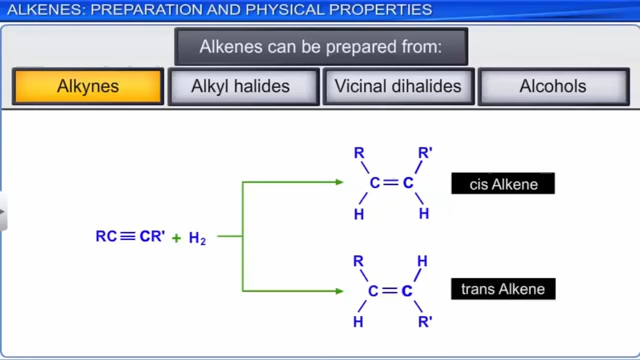 ALKENES: PREPARATION AND PHYSICAL PROPERTIES
Alkenes can be prepared from:
Alkynes Alkyl halides Vicinal dihalides Alcohols
R R'
C = C
H H
cis Alkene
RC ≡ CR' + H₂
R H
C = C
H R'
trans Alkene